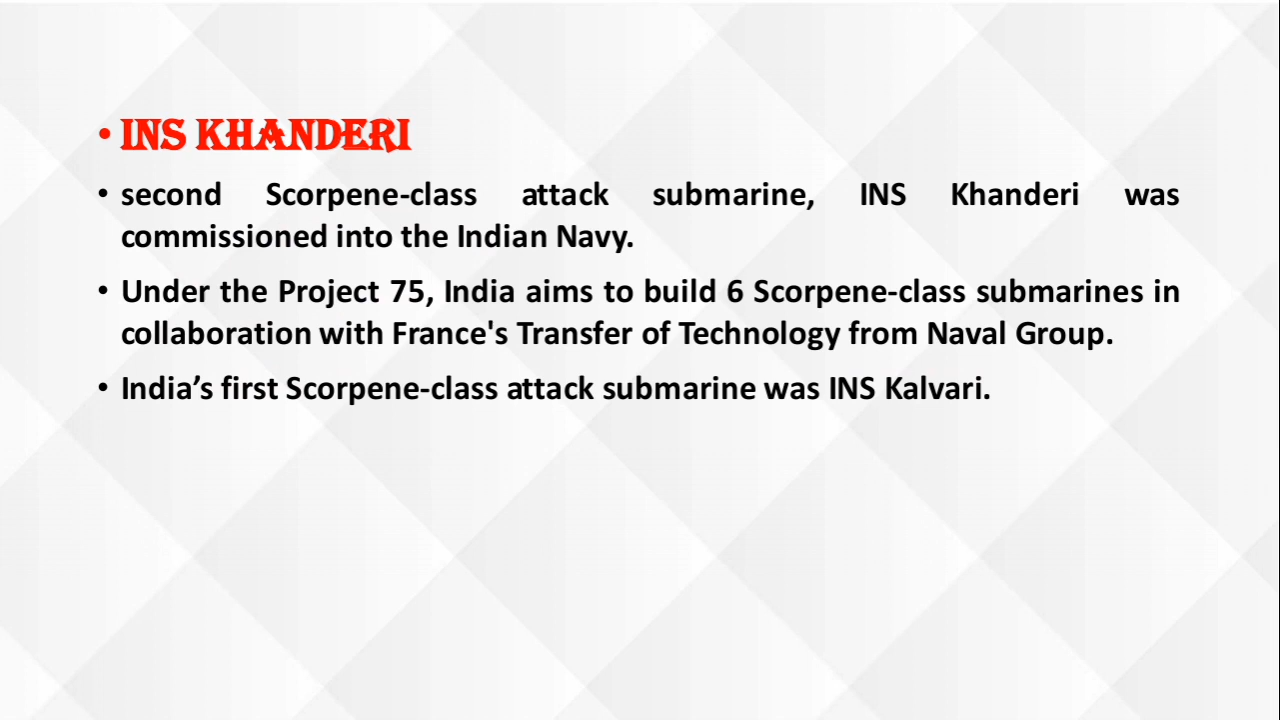 • INS KHANDERI
• second Scorpene-class attack submarine, INS Khanderi was
commissioned into the Indian Navy.
• Under the Project 75, India aims to build 6 Scorpene-class submarines in
collaboration with France's Transfer of Technology from Naval Group.
• India’s first Scorpene-class attack submarine was INS Kalvari.